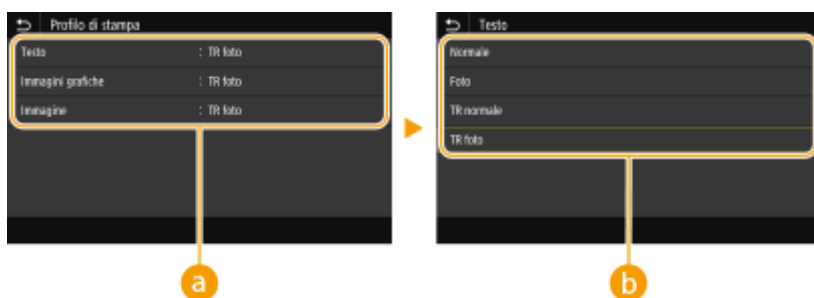 Profilo di stampa
Testo : TR foto
Immagini grafiche : TR foto
Immagine : TR foto
a
Testo
Normale
Foto
TR normale
TR foto
b